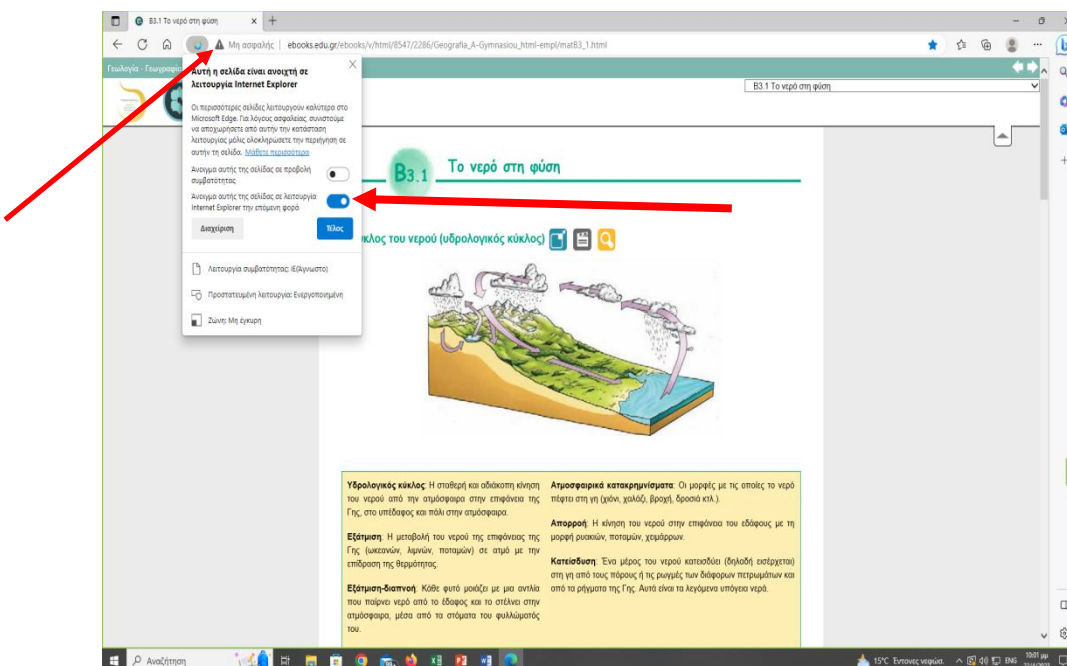 B3.1 Το νερό στη φύση
Μη ασφαλής | ebooks.edu.gr/ebooks/v/html/8547/2286/Geografia_A-Gymnasiou_html-empl/matB3_1.html
Γεωλογία - Γεωγραφία
Αυτή η σελίδα είναι ανοιχτή σε
λειτουργία Internet Explorer
Οι περισσότερες σελίδες λειτουργούν καλύτερα στο
Microsoft Edge. Για λόγους ασφαλείας, συνιστούμε
να αποχωρήσετε από αυτήν την κατάσταση
λειτουργίας μόλις ολοκληρώσετε την περιήγηση σε
αυτήν τη σελίδα. Μάθετε περισσότερα
Άνοιγμα αυτής της σελίδας σε προβολή
συμβατότητας
Άνοιγμα αυτής της σελίδας σε λειτουργία
Internet Explorer την επόμενη φορά
Διαχείριση Τέλος
Λειτουργία συμβατότητας: IE(Άγνωστο)
Προστατευμένη λειτουργία: Ενεργοποιημένη
Ζώνη: Μη έγκυρη
B3.1 Το νερό στη φύση
B3.1 Το νερό στη φύση
κλος του νερού (υδρολογικός κύκλος)
Υδρολογικός κύκλος: Η σταθερή και αδιάκοπη κίνηση
του νερού από την ατμόσφαιρα στην επιφάνεια της
Γης, στο υπέδαφος και πάλι στην ατμόσφαιρα.
Εξάτμιση: Η μεταβολή του νερού της επιφάνειας της
Γης (ωκεανών, λιμνών, ποταμών) σε ατμό με την
επίδραση της θερμότητας.
Εξάτμιση-διαπνοή: Κάθε φυτό μοιάζει με μια αντλία
που παίρνει νερό από το έδαφος και το στέλνει στην
ατμόσφαιρα, μέσα από τα στόματα του φυλλώματός
του.
Ατμοσφαιρικά κατακρημνίσματα: Οι μορφές με τις οποίες το νερό
πέφτει στη γη (χιόνι, χαλάζι, βροχή, δροσιά κτλ.).
Απορροή: Η κίνηση του νερού στην επιφάνεια του εδάφους με τη
μορφή ρυακιών, ποταμών, χειμάρρων.
Κατείσδυση: Ένα μέρος του νερού κατεισδύει (δηλαδή εισέρχεται)
στη γη από τους πόρους ή τις ρωγμές των διάφορων πετρωμάτων και
από τα ρήγματα της Γης. Αυτά είναι τα λεγόμενα υπόγεια νερά.
Αναζήτηση
15°C Έντονες νεφώσ. ENG 10:01 μμ